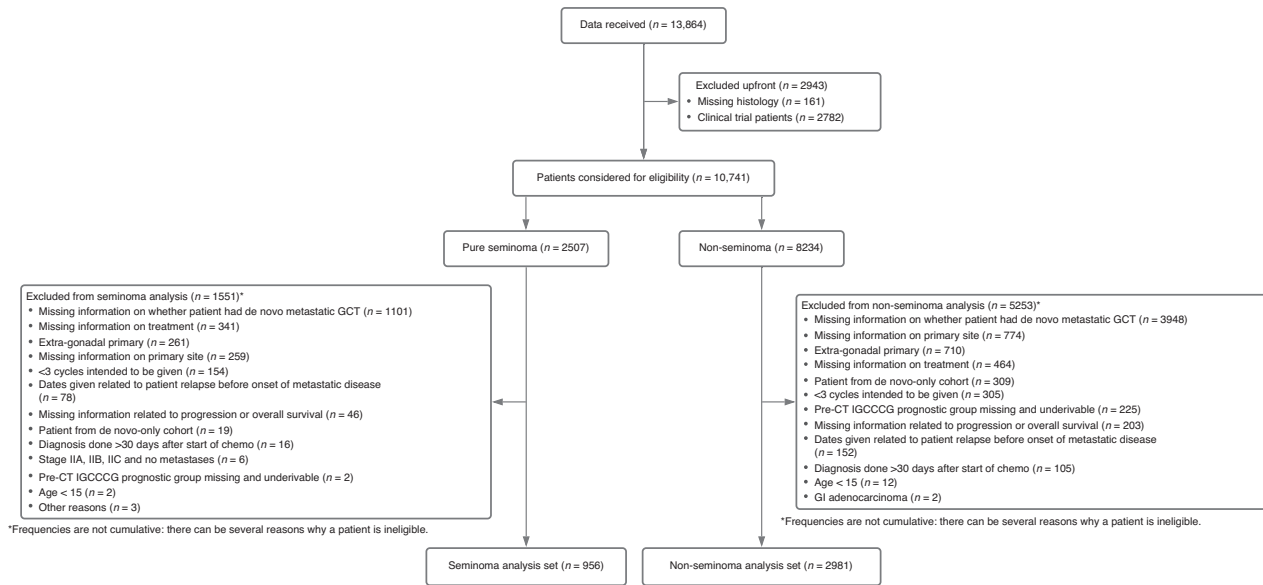 Data received (n = 13,864)
Excluded upfront (n = 2943)
• Missing histology (n = 161)
• Clinical trial patients (n = 2782)
Patients considered for eligibility (n = 10,741)
Pure seminoma (n = 2507)
Non-seminoma (n = 8234)
Excluded from seminoma analysis (n = 1551)*
• Missing information on whether patient had de novo metastatic GCT (n = 1101)
• Missing information on treatment (n = 341)
• Extra-gonadal primary (n = 261)
• Missing information on primary site (n = 259)
• <3 cycles intended to be given (n = 154)
• Dates given related to patient relapse before onset of metastatic disease
(n = 78)
• Missing information related to progression or overall survival (n = 46)
• Patient from de novo-only cohort (n = 19)
• Diagnosis done >30 days after start of chemo (n = 16)
• Stage IIA, IIB, IIC and no metastases (n = 6)
• Pre-CT IGCCCG prognostic group missing and underivable (n = 2)
• Age < 15 (n = 2)
• Other reasons (n = 3)
*Frequencies are not cumulative: there can be several reasons why a patient is ineligible.
Excluded from non-seminoma analysis (n = 5253)*
• Missing information on whether patient had de novo metastatic GCT (n = 3948)
• Missing information on primary site (n = 774)
• Extra-gonadal primary (n = 710)
• Missing information on treatment (n = 464)
• Patient from de novo-only cohort (n = 309)
• <3 cycles intended to be given (n = 305)
• Pre-CT IGCCCG prognostic group missing and underivable (n = 225)
• Missing information related to progression or overall survival (n = 203)
• Dates given related to patient relapse before onset of metastatic disease
(n = 152)
• Diagnosis done >30 days after start of chemo (n = 105)
• Age < 15 (n = 12)
• GI adenocarcinoma (n = 2)
*Frequencies are not cumulative: there can be several reasons why a patient is ineligible.
Seminoma analysis set (n = 956)
Non-seminoma analysis set (n = 2981)